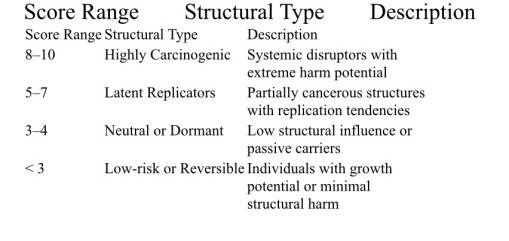 Score Range Structural Type Description
Score Range Structural Type Description
8–10 Highly Carcinogenic Systemic disruptors with
extreme harm potential
5–7 Latent Replicators Partially cancerous structures
with replication tendencies
3–4 Neutral or Dormant Low structural influence or
passive carriers
< 3 Low-risk or Reversible Individuals with growth
potential or minimal
structural harm